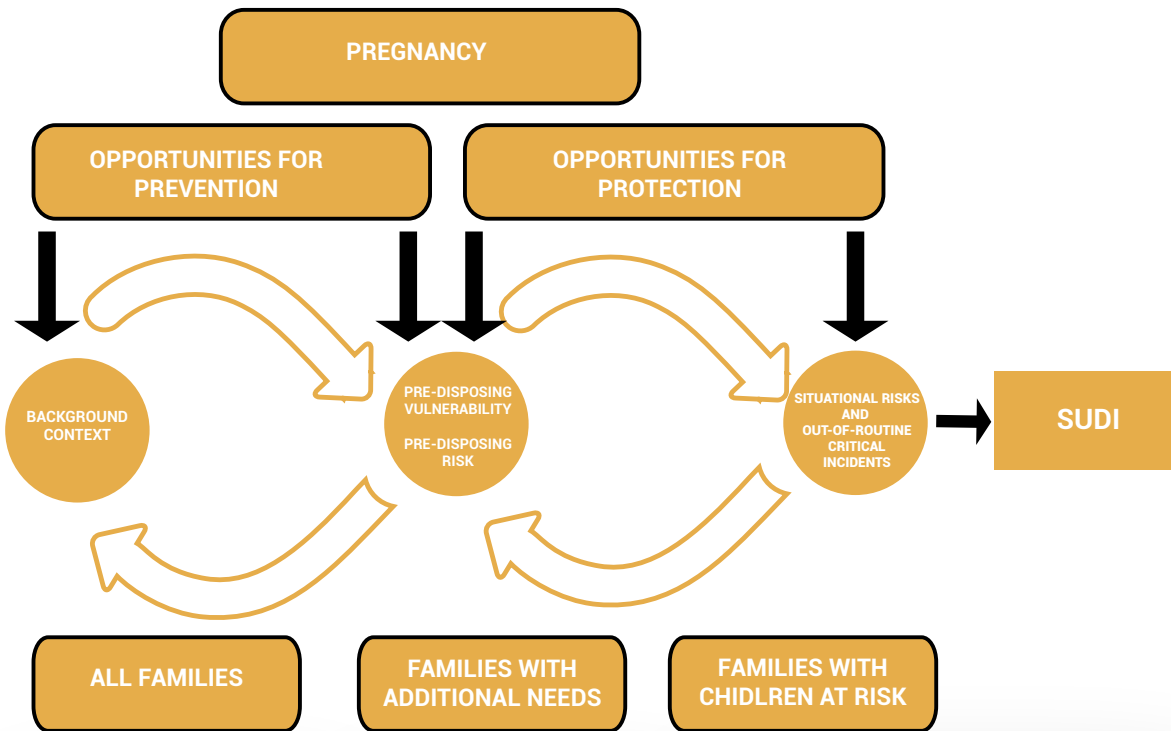 PREGNANCY
OPPORTUNITIES FOR
PREVENTION
OPPORTUNITIES FOR
PROTECTION
BACKGROUND
CONTEXT
PRE-DISPOSING
VULNERABILITY
PRE-DISPOSING
RISK
SITUATIONAL RISKS
AND
OUT-OF-ROUTINE
CRITICAL
INCIDENTS
SUDI
ALL FAMILIES
FAMILIES WITH
ADDITIONAL NEEDS
FAMILIES WITH
CHIDLREN AT RISK